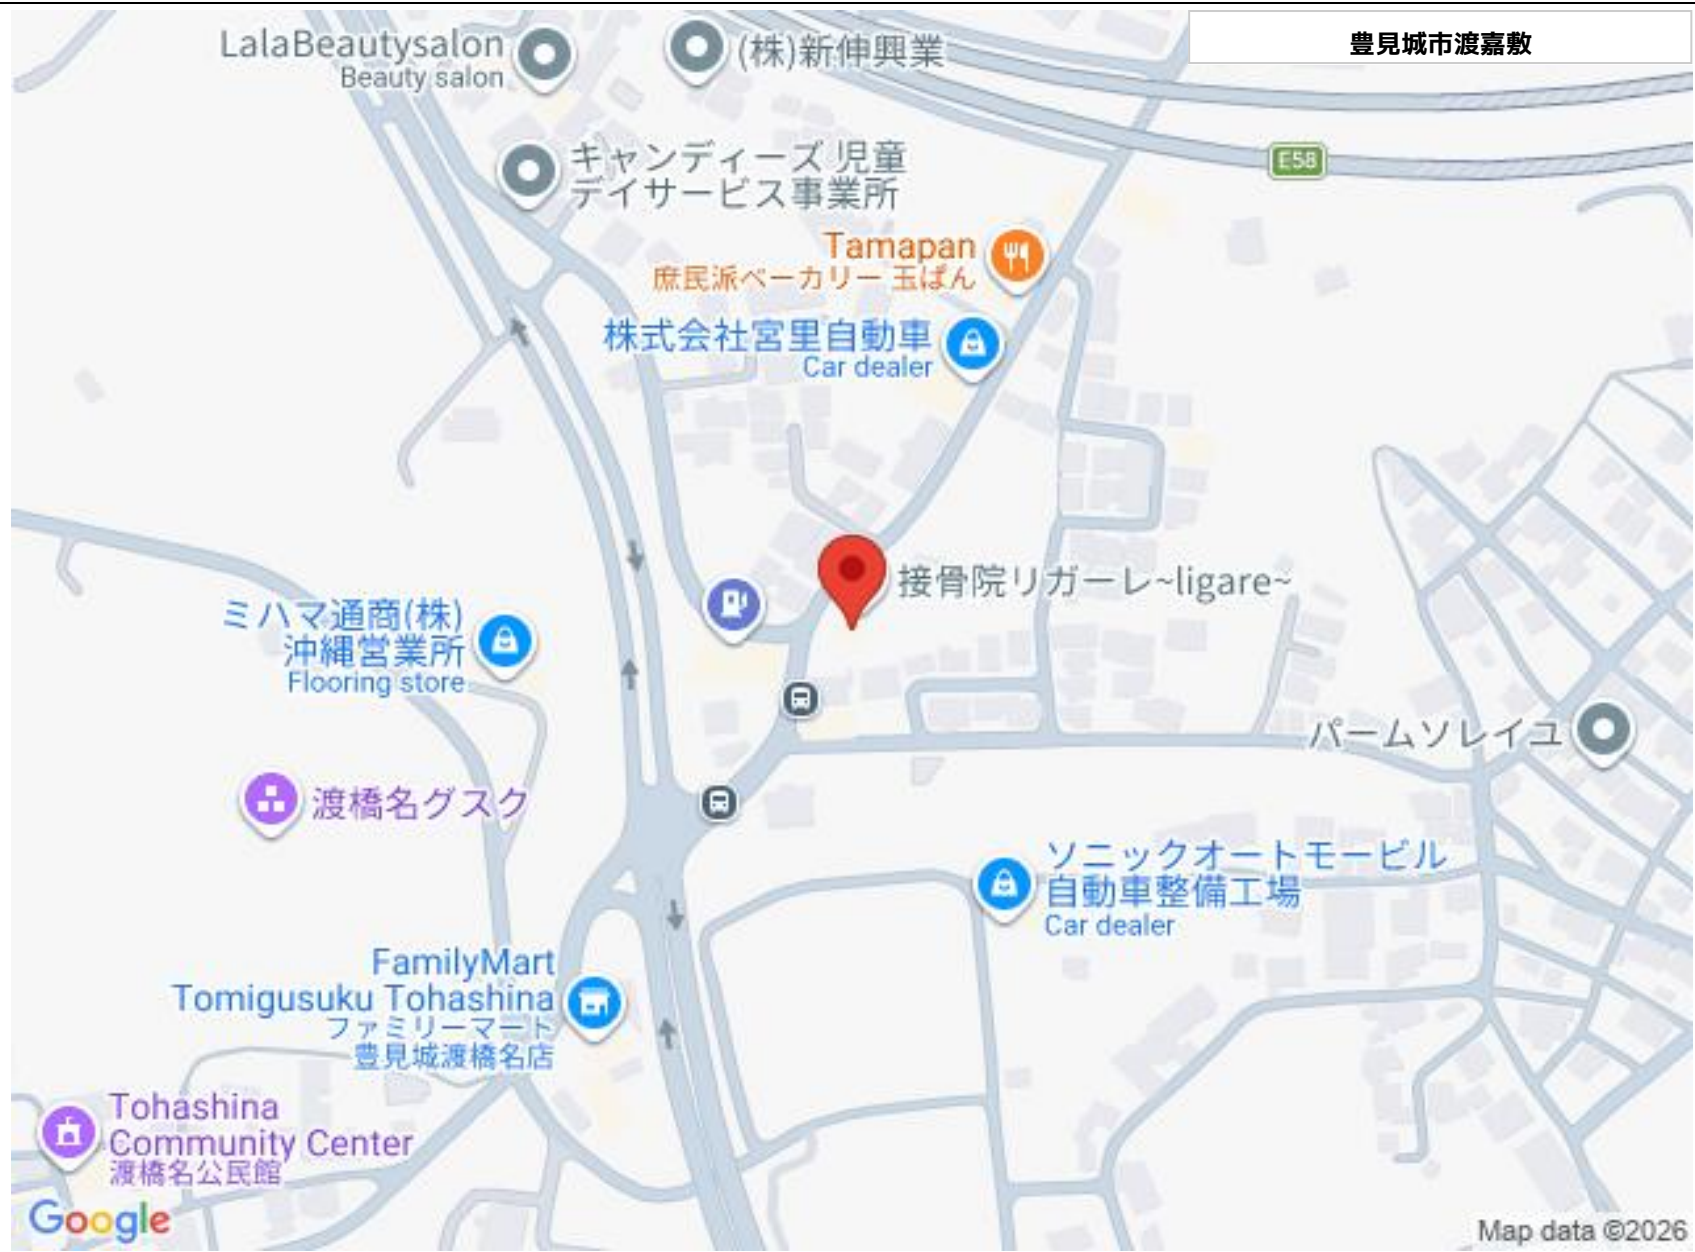 豊見城市渡嘉敷
LalaBeautysalon
Beauty salon
(株)新伸興業
E58
キャンディーズ 児童
デイサービス事業所
Tamapan
庶民派ベーカリー 玉ぱん
株式会社宮里自動車
Car dealer
接骨院リガーレ~ligare~
ミハマ通商(株)
沖縄営業所
Flooring store
パームソレイユ
渡橋名グスク
ソニックオートモービル
自動車整備工場
Car dealer
FamilyMart
Tomigusuku Tohashina
ファミリーマート
豊見城渡橋名店
Tohashina
Community Center
渡橋名公民館
Google
Map data ©2026